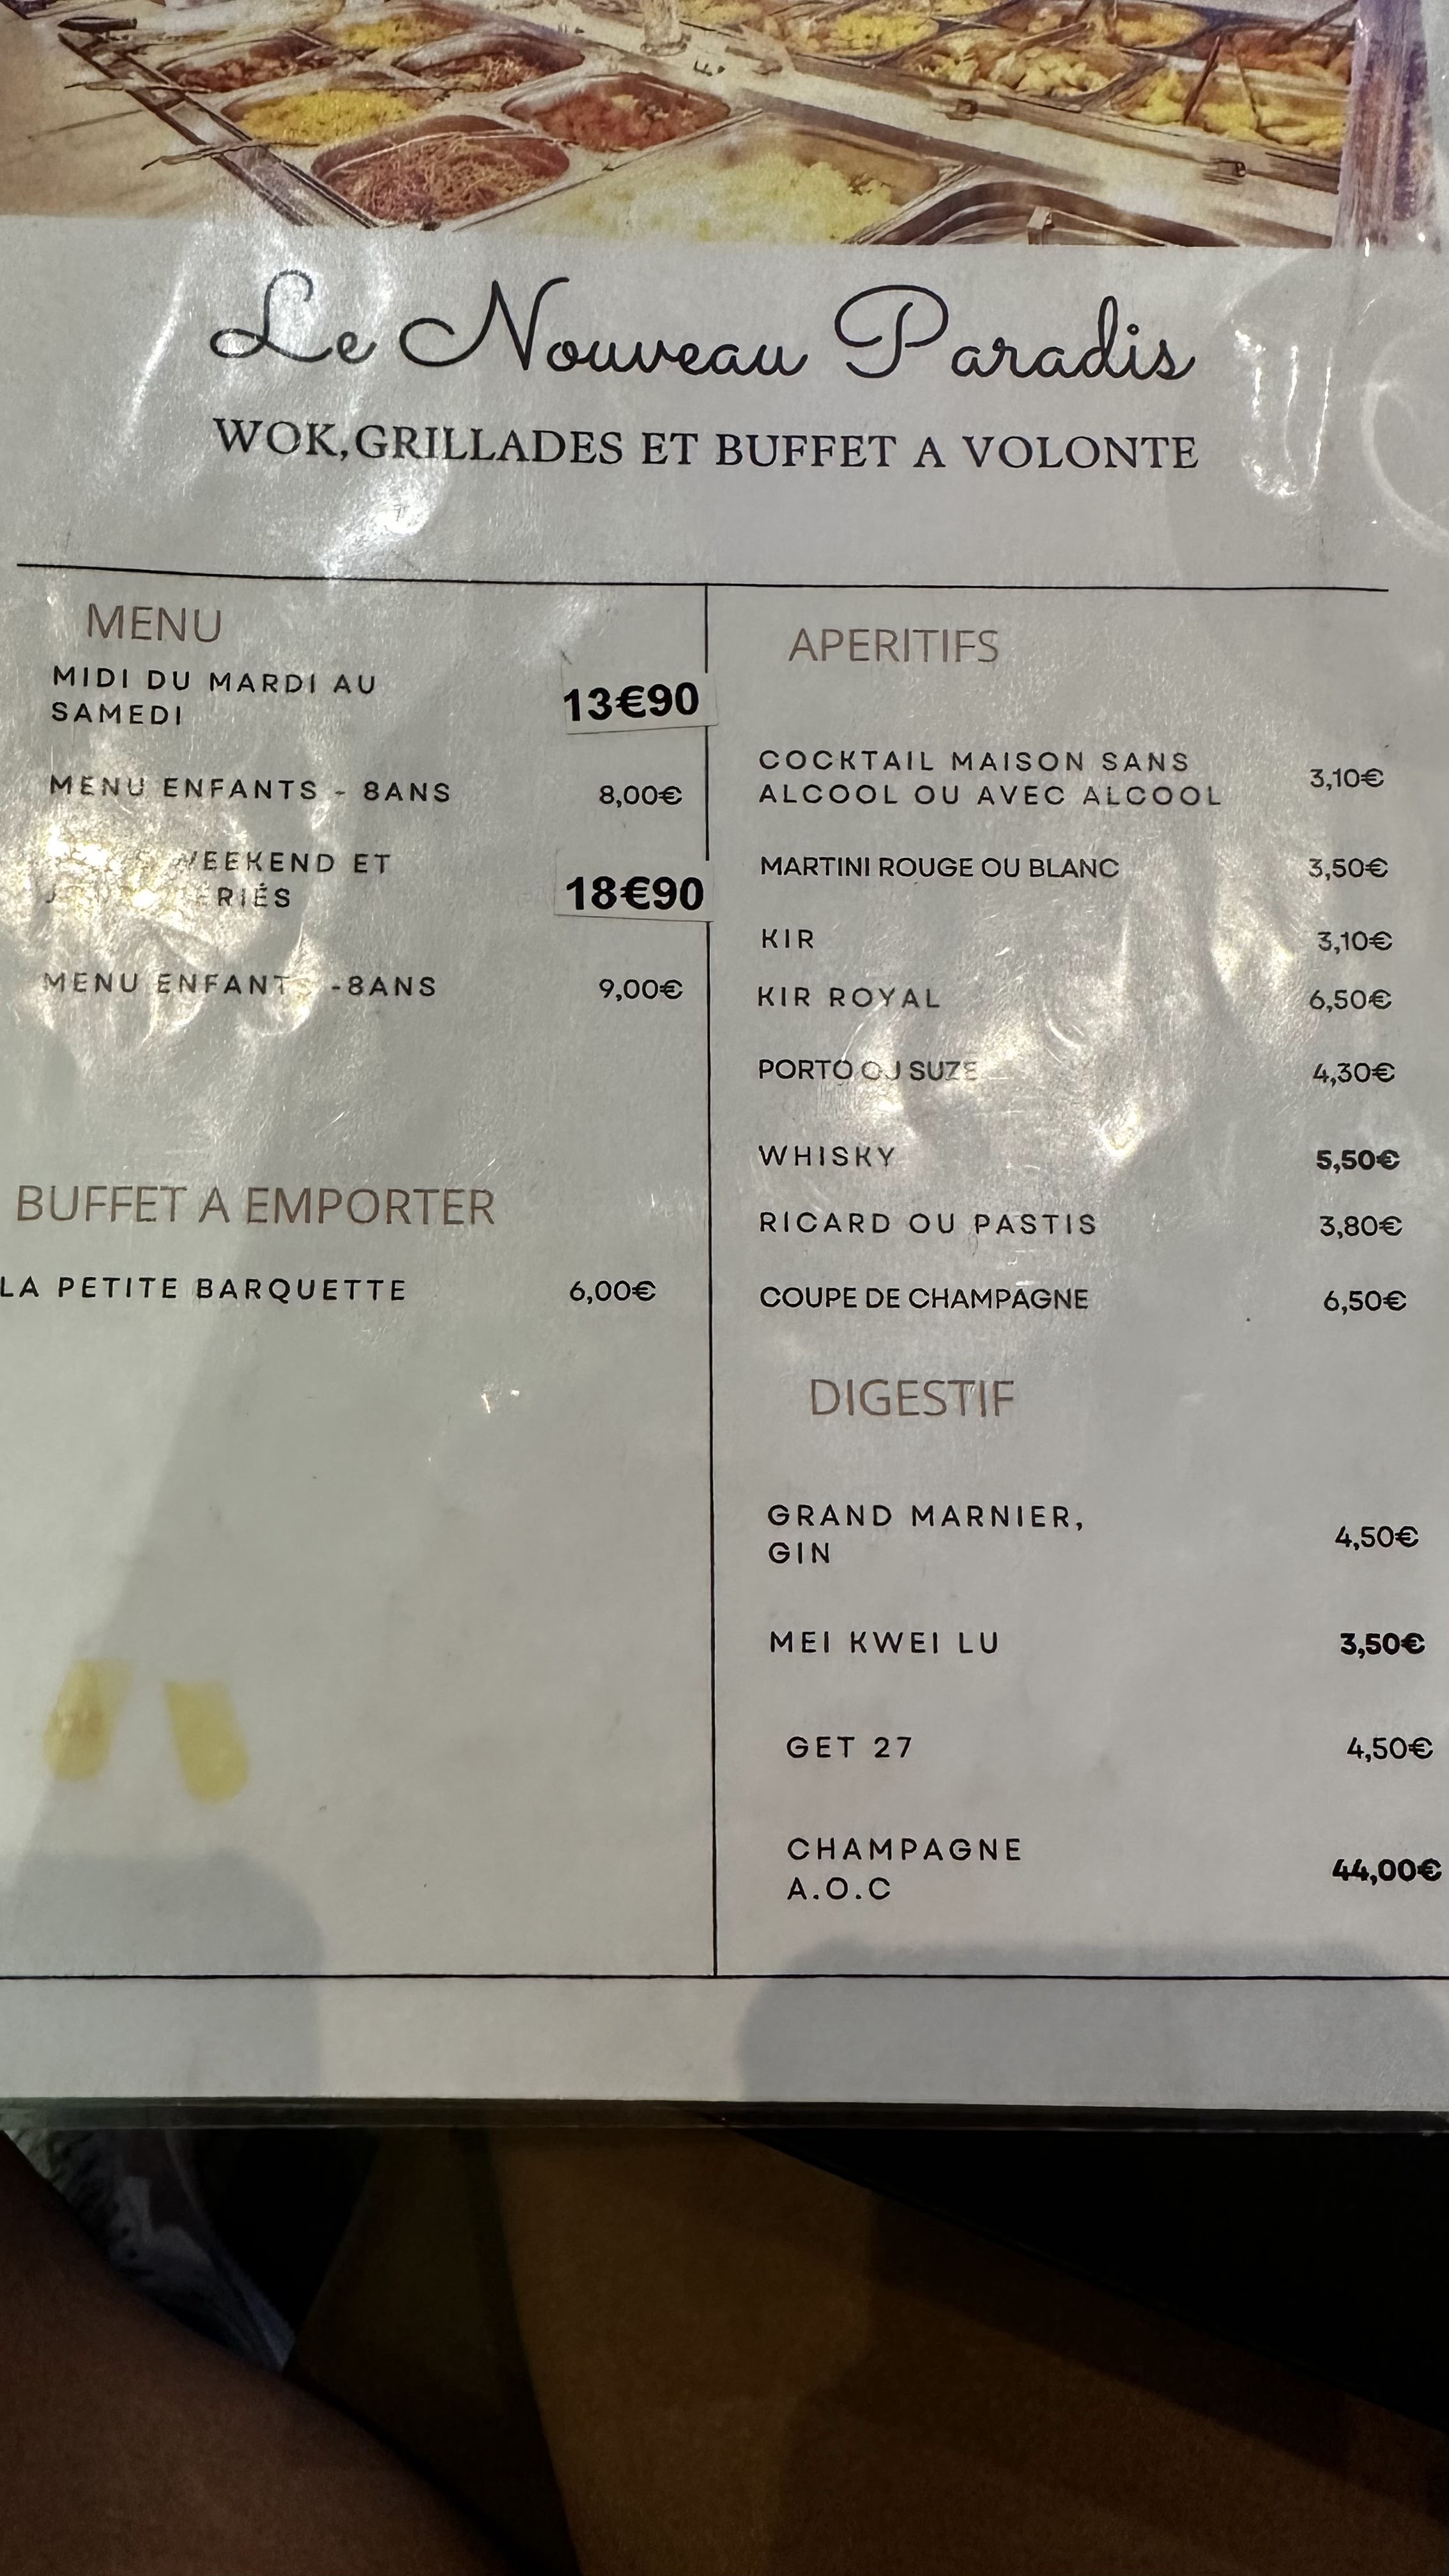 Le Nouveau Paradis
WOK,GRILLADES ET BUFFET A VOLONTE
MENU
MIDI DU MARDI AU
SAMEDI
13€90
MENU ENFANTS - 8ANS
8,00€
WEEKEND ET
18€90
MENU ENFANTS -8ANS
9,00€
BUFFET A EMPORTER
LA PETITE BARQUETTE
6,00€
APERITIFS
COCKTAIL MAISON SANS
ALCOOL OU AVEC ALCOOL
3,10€
MARTINI ROUGE OU BLANC
3,50€
KIR
3,10€
KIR ROYAL
6,50€
PORTO OU SUZE
4,30€
WHISKY
5,50€
RICARD OU PASTIS
3,80€
COUPE DE CHAMPAGNE
6,50€
DIGESTIF
GRAND MARNIER,
GIN
4,50€
MEI KWEI LU
3,50€
GET 27
4,50€
CHAMPAGNE
A.O.C
44,00€